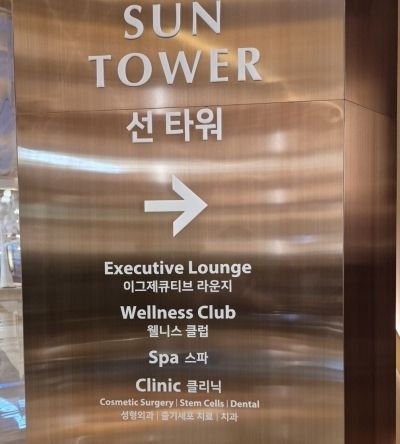 SUN
TOWER
선 타워
Executive Lounge
이그제큐티브 라운지
Wellness Club
웰니스 클럽
Spa 스파
Clinic 클리닉
Cosmetic Surgery | Stem Cells | Dental
성형외과 | 줄기세포 치료 | 치과